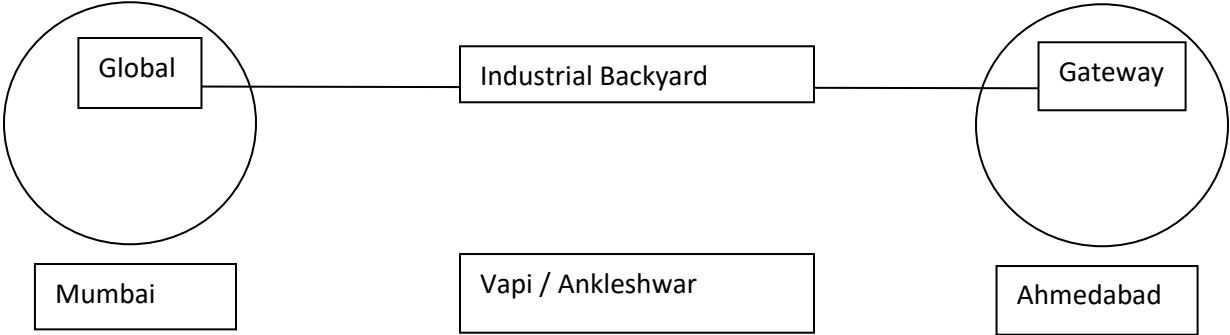 Global
Industrial Backyard
Gateway
Mumbai
Vapi / Ankleshwar
Ahmedabad